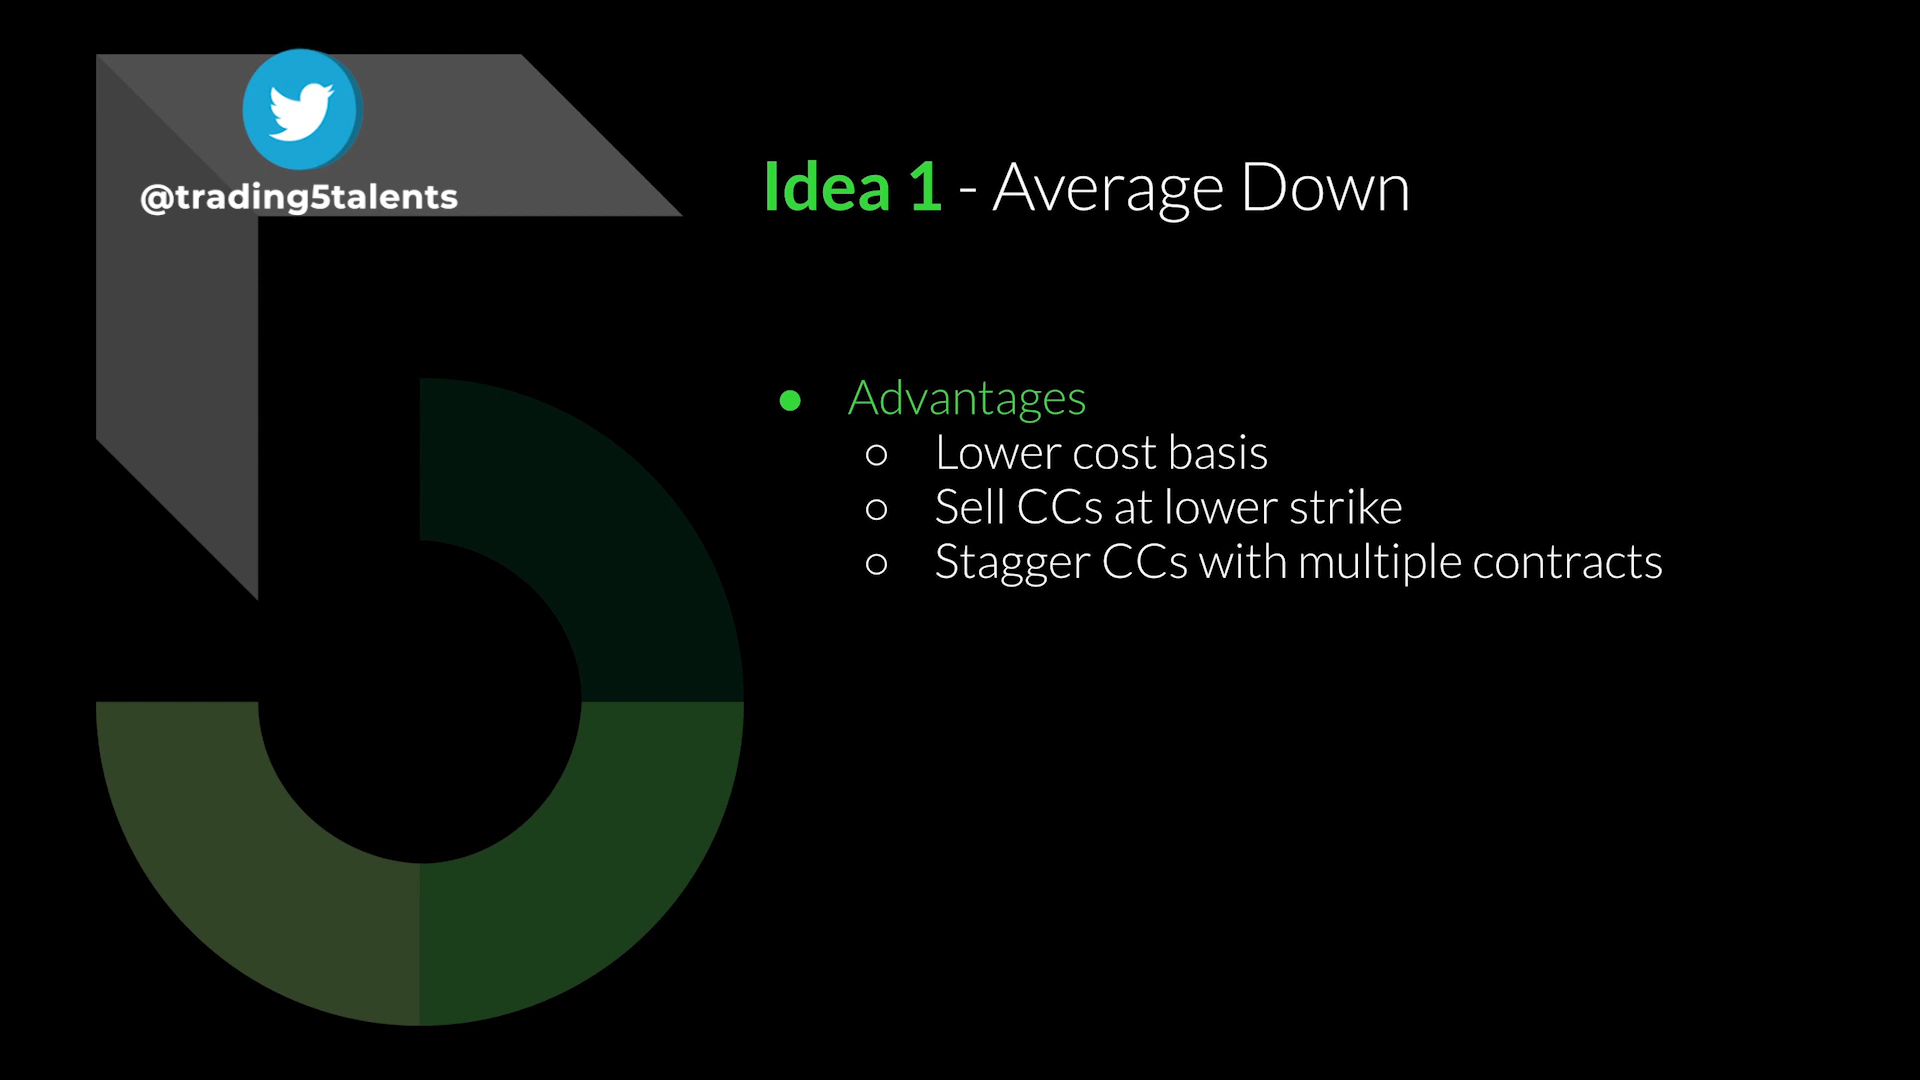 @trading5talents
Idea 1 - Average Down
● Advantages
○ Lower cost basis
○ Sell CCs at lower strike
○ Stagger CCs with multiple contracts